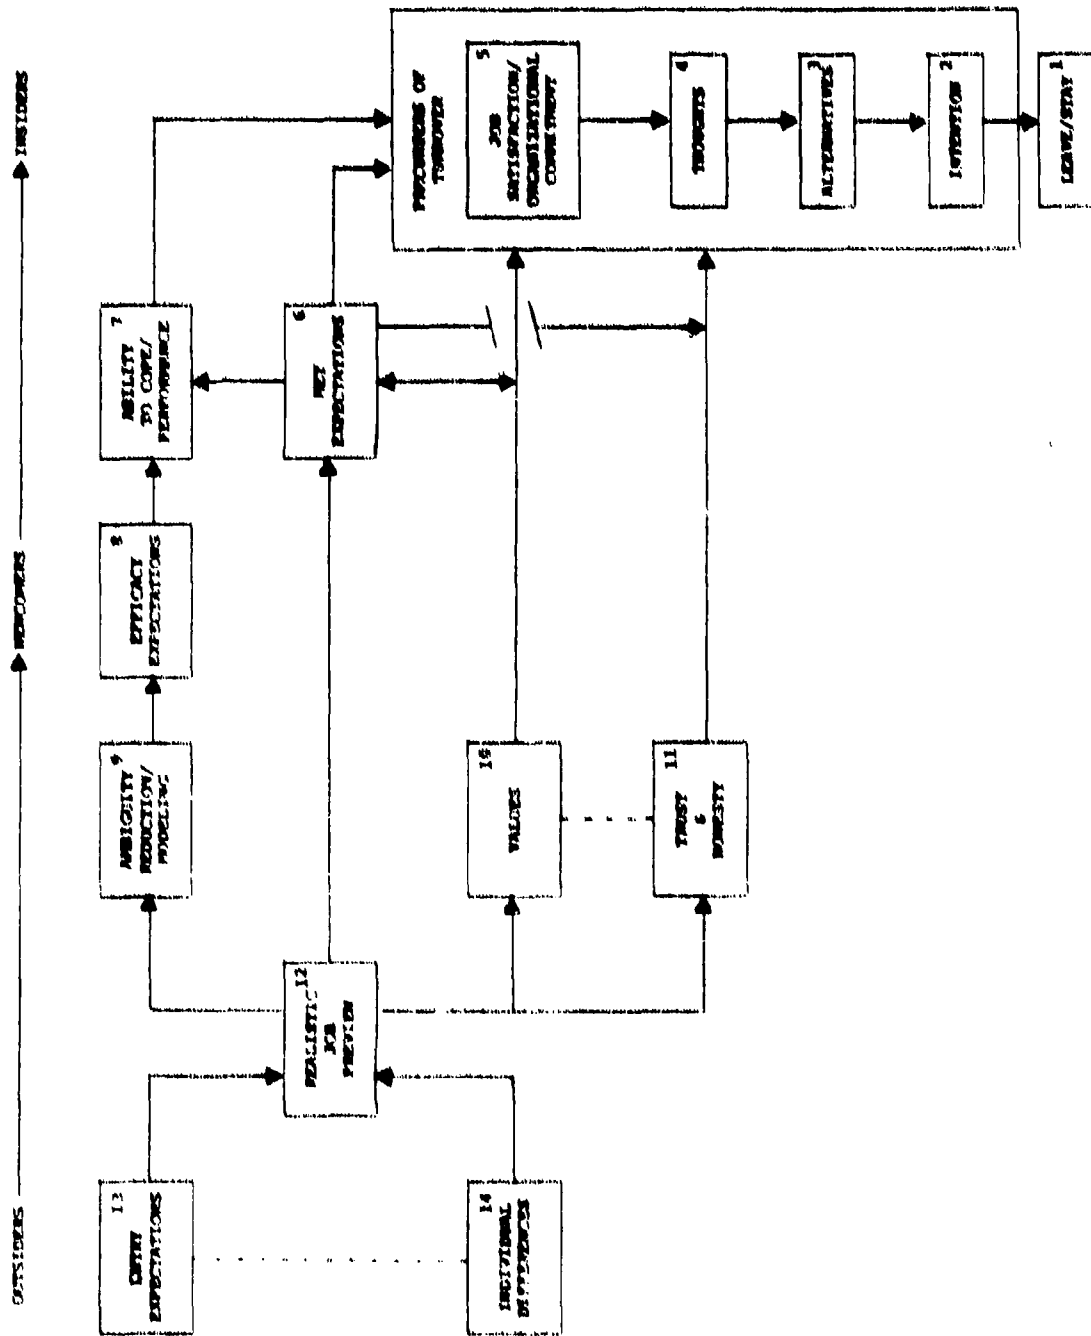 OUTSIDERS
NEWCOMERS
INSIDERS
13
ENTRY
EXPECTATIONS
14
INDIVIDUAL
DIFFERENCES
12
REALISTIC
JOB
PREVIEW
9
AMBIGUITY
REDUCTION/
MODELING
8
EFFICACY
EXPECTATIONS
7
ABILITY
TO COPE/
PERFORMANCE
6
MET
EXPECTATIONS
10
VALUES
11
TRUST
&
HONESTY
PRECURSORS OF
TURNOVER
5
JOB
SATISFACTION/
ORGANIZATIONAL
COMMITMENT
4
THOUGHTS
3
ALTERNATIVES
2
INTENTION
1
LEAVE/STAY